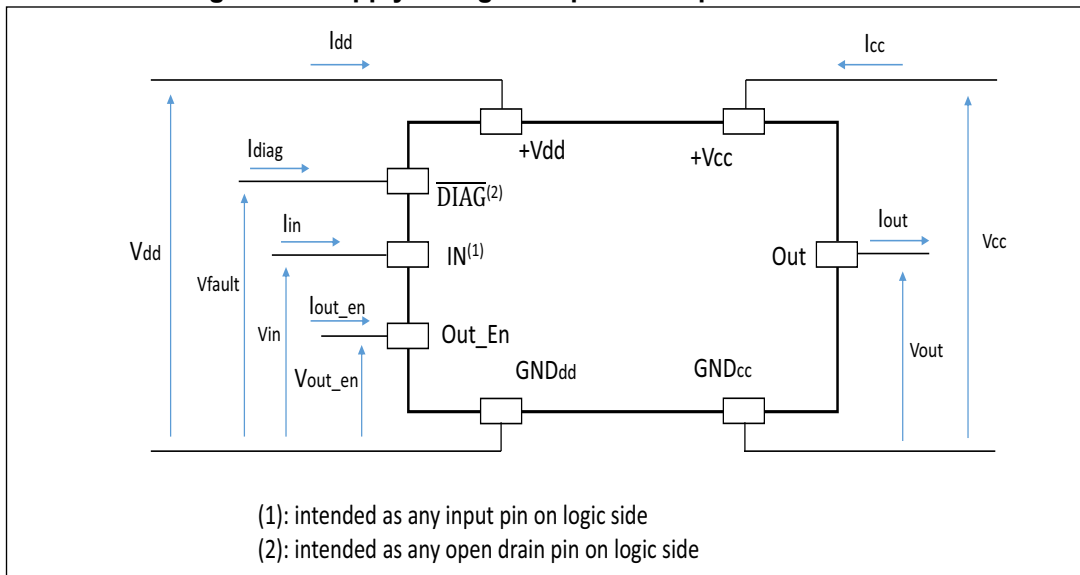 Idd
Icc
+Vdd
+Vcc
Idiag
DIAG(2)
Iin
IN(1)
Iout
Out
Vdd
Vcc
Vfault
Iout_en
Out_En
Vin
Vout_en
Vout
GNDdd
GNDcc
(1): intended as any input pin on logic side
(2): intended as any open drain pin on logic side